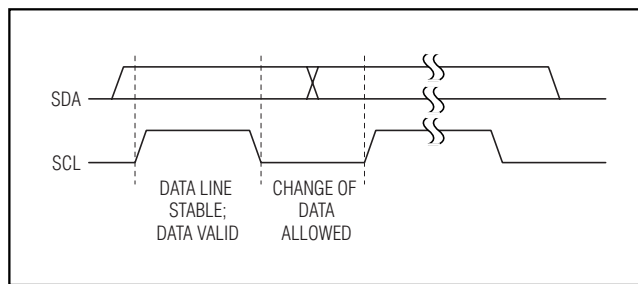 SDA
SCL
DATA LINE
STABLE;
DATA VALID
CHANGE OF
DATA
ALLOWED